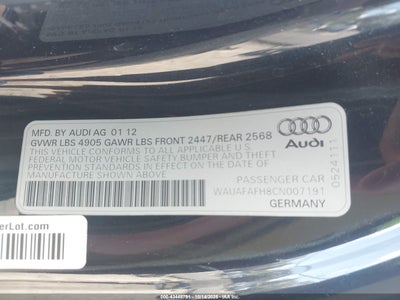 MFD. BY AUDI AG 01 12
GVWR LBS 4905 GAWR LBS FRONT 2447/REAR 2568
THIS VEHICLE CONFORMS TO ALL APPLICABLE U.S.
FEDERAL MOTOR VEHICLE SAFETY BUMPER AND THEFT
PREVENTION STANDARDS IN EFFECT ON THE DATE OF
MANUFACTURE SHOWN ABOVE.
Audi
0524111
PASSENGER CAR
WAUAFAFH8CN007191
GERMANY
erLot.com